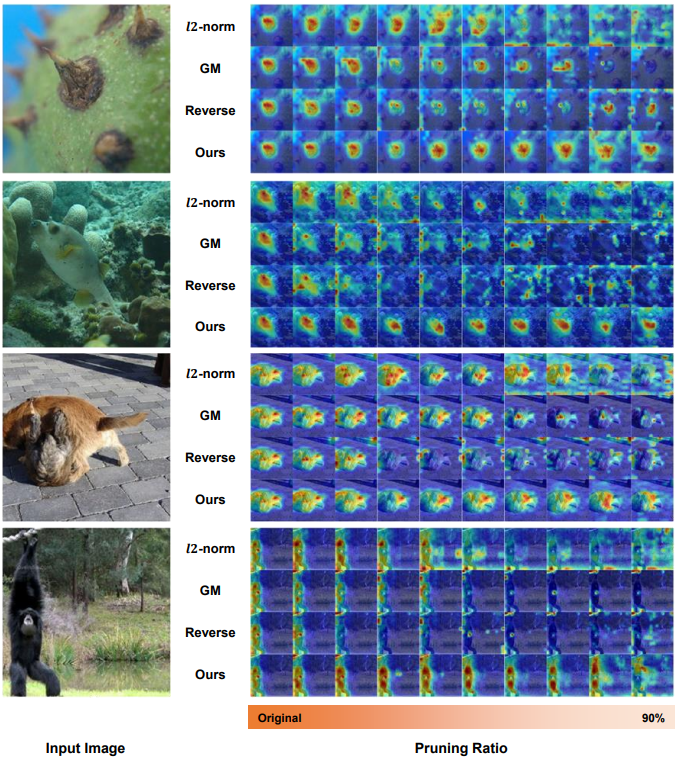 l2-norm
GM
Reverse
Ours
l2-norm
GM
Reverse
Ours
l2-norm
GM
Reverse
Ours
l2-norm
GM
Reverse
Ours
Original 90%
Input Image Pruning Ratio